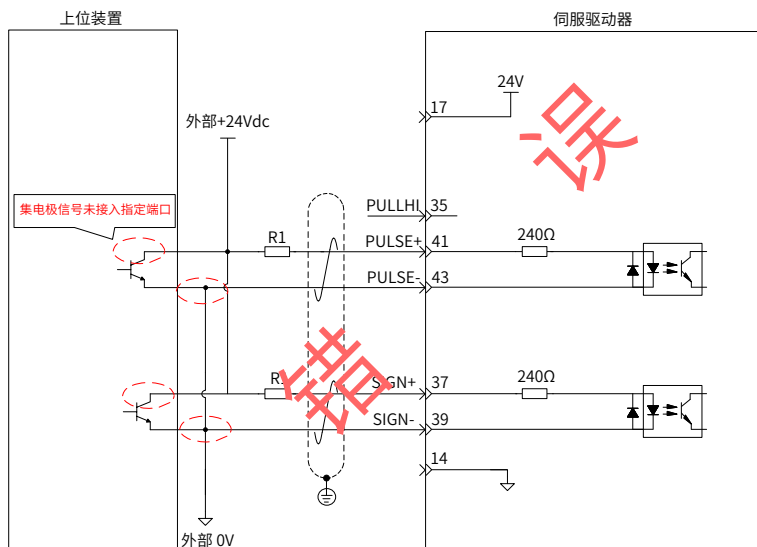 上位装置
伺服驱动器
24V
17
外部+24Vdc
误
集电极信号未接入指定端口
PULLHI
35
R1
PULSE+
41
240Ω
PULSE-
43
错
SIGN+
37
240Ω
SIGN-
39
14
外部 0V